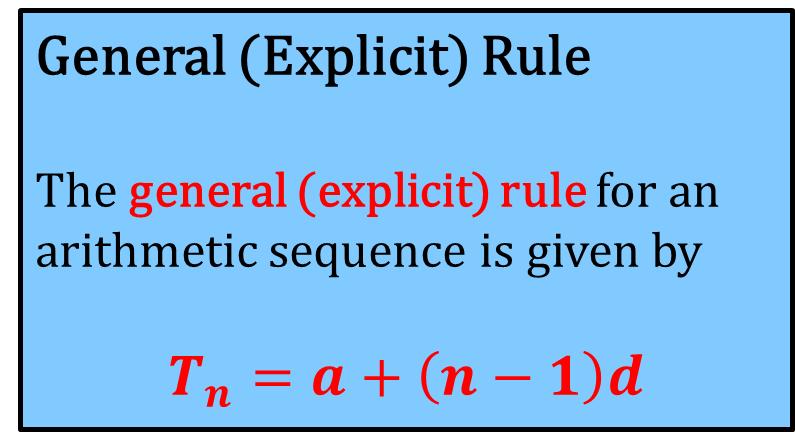 General (Explicit) Rule
The general (explicit) rule for an
arithmetic sequence is given by
Tₙ = a + (n − 1)d